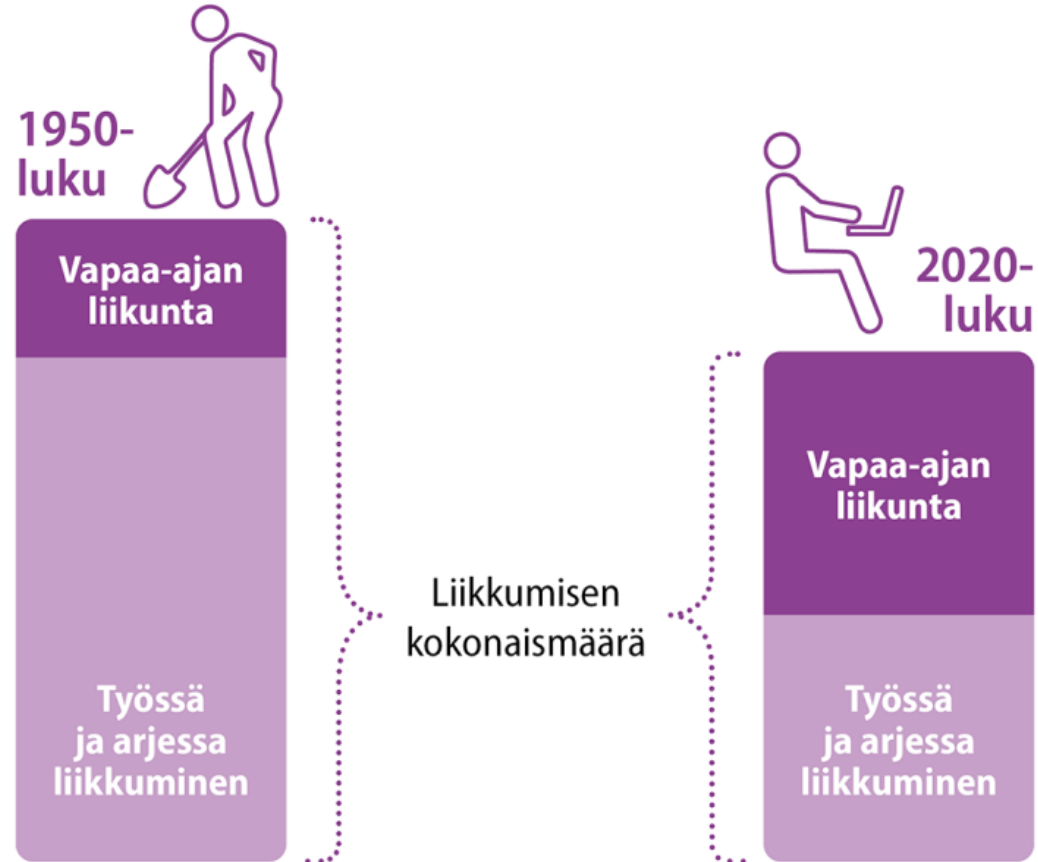 1950-
luku
Vapaa-ajan
liikunta
Työssä
ja arjessa
liikkuminen
Liikkumisen
kokonaismäärä
2020-
luku
Vapaa-ajan
liikunta
Työssä
ja arjessa
liikkuminen